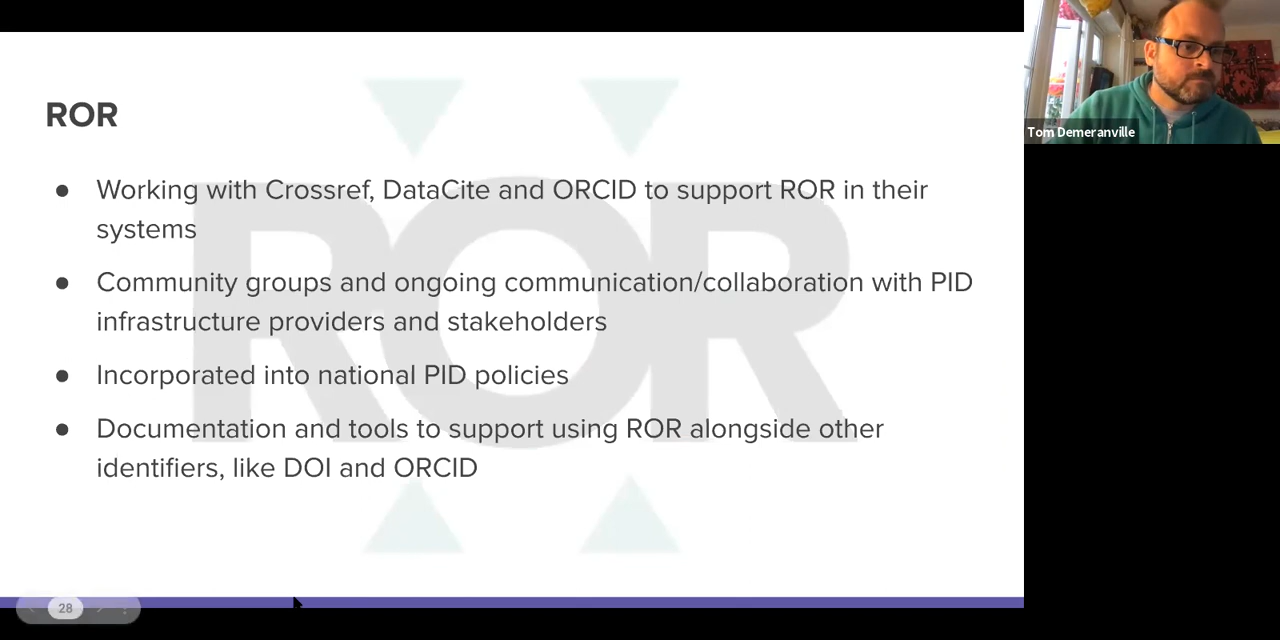 ROR
● Working with Crossref, DataCite and ORCID to support ROR in their
systems
● Community groups and ongoing communication/collaboration with PID
infrastructure providers and stakeholders
● Incorporated into national PID policies
● Documentation and tools to support using ROR alongside other
identifiers, like DOI and ORCID
ROR
28
Tom Demeranville